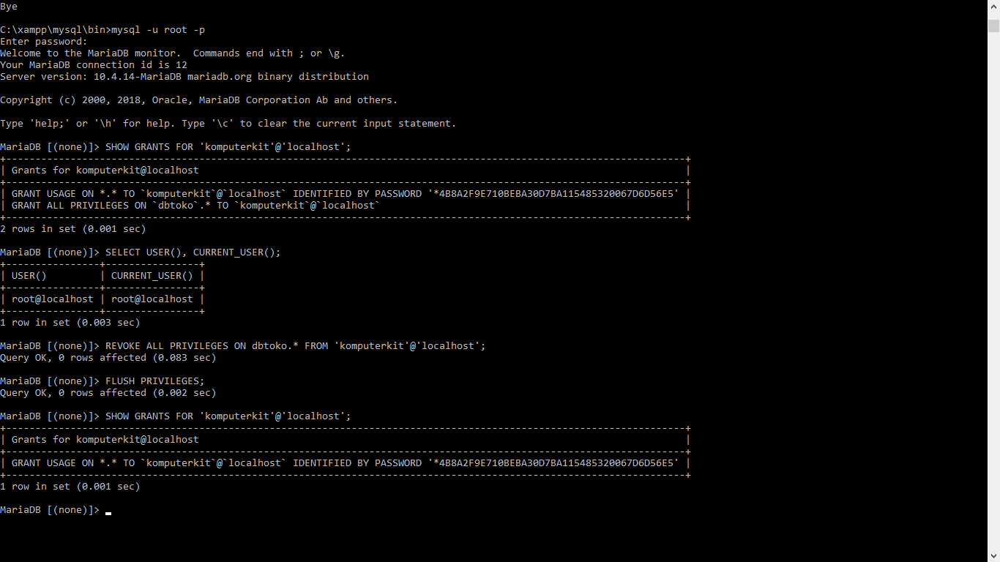 Bye
C:\xampp\mysql\bin>mysql -u root -p
Enter password:
Welcome to the MariaDB monitor.  Commands end with ; or \g.
Your MariaDB connection id is 12
Server version: 10.4.14-MariaDB mariadb.org binary distribution
Copyright (c) 2000, 2018, Oracle, MariaDB Corporation Ab and others.
Type 'help;' or '\h' for help. Type '\c' to clear the current input statement.
MariaDB [(none)]> SHOW GRANTS FOR 'komputerkit'@'localhost';
+--------------------------------------------------------------------------------------------------------------------+
| Grants for komputerkit@localhost                                                                                   |
+--------------------------------------------------------------------------------------------------------------------+
| GRANT USAGE ON *.* TO `komputerkit`@`localhost` IDENTIFIED BY PASSWORD '*4B8A2F9E710BEBA30D7BA115485320067D6D56E5' |
| GRANT ALL PRIVILEGES ON `dbtoko`.* TO `komputerkit`@`localhost`                                                    |
+--------------------------------------------------------------------------------------------------------------------+
2 rows in set (0.001 sec)
MariaDB [(none)]> SELECT USER(), CURRENT_USER();
+----------------+----------------+
| USER()         | CURRENT_USER() |
+----------------+----------------+
| root@localhost | root@localhost |
+----------------+----------------+
1 row in set (0.003 sec)
MariaDB [(none)]> REVOKE ALL PRIVILEGES ON dbtoko.* FROM 'komputerkit'@'localhost';
Query OK, 0 rows affected (0.083 sec)
MariaDB [(none)]> FLUSH PRIVILEGES;
Query OK, 0 rows affected (0.002 sec)
MariaDB [(none)]> SHOW GRANTS FOR 'komputerkit'@'localhost';
+--------------------------------------------------------------------------------------------------------------------+
| Grants for komputerkit@localhost                                                                                   |
+--------------------------------------------------------------------------------------------------------------------+
| GRANT USAGE ON *.* TO `komputerkit`@`localhost` IDENTIFIED BY PASSWORD '*4B8A2F9E710BEBA30D7BA115485320067D6D56E5' |
+--------------------------------------------------------------------------------------------------------------------+
1 row in set (0.001 sec)
MariaDB [(none)]>